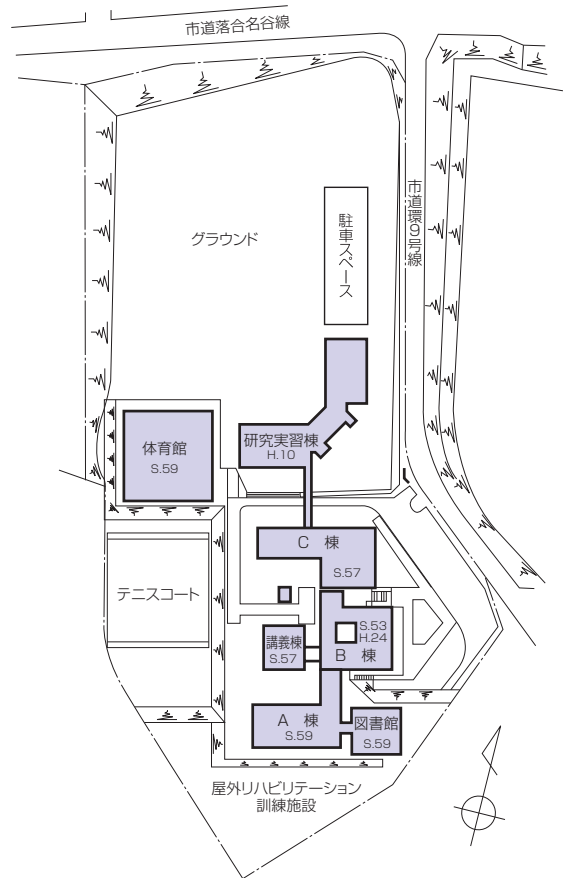 市道落合名谷線
市道環9号線
グラウンド
駐車スペース
体育館
S.59
研究実習棟
H.10
C 棟
S.57
テニスコート
講義棟
S.57
S.53
H.24
B 棟
A 棟
S.59
図書館
S.59
屋外リハビリテーション
訓練施設